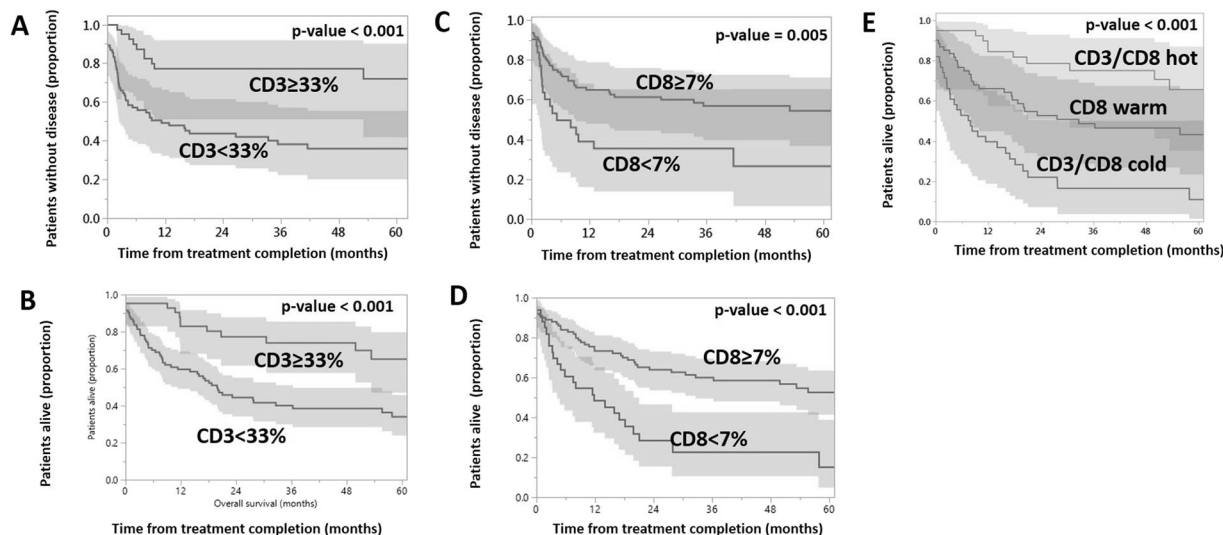 A
Patients without disease (proportion)
1.0
0.8
0.6
0.4
0.2
0.0
p-value < 0.001
CD3≥33%
CD3<33%
0 12 24 36 48 60
Time from treatment completion (months)
B
Patients alive (proportion)
Patients alive (proportion)
1.0
0.8
0.6
0.4
0.2
0.0
p-value < 0.001
CD3≥33%
CD3<33%
0 12 24 36 48 60
Overall survival (months)
Time from treatment completion (months)
C
Patients without disease (proportion)
1.0
0.8
0.6
0.4
0.2
0.0
p-value = 0.005
CD8≥7%
CD8<7%
0 12 24 36 48 60
Time from treatment completion (months)
D
Patients alive (proportion)
1.0
0.8
0.6
0.4
0.2
0.0
p-value < 0.001
CD8≥7%
CD8<7%
0 12 24 36 48 60
Time from treatment completion (months)
E
Patients alive (proportion)
1.0
0.8
0.6
0.4
0.2
0.0
p-value < 0.001
CD3/CD8 hot
CD8 warm
CD3/CD8 cold
0 12 24 36 48 60
Time from treatment completion (months)